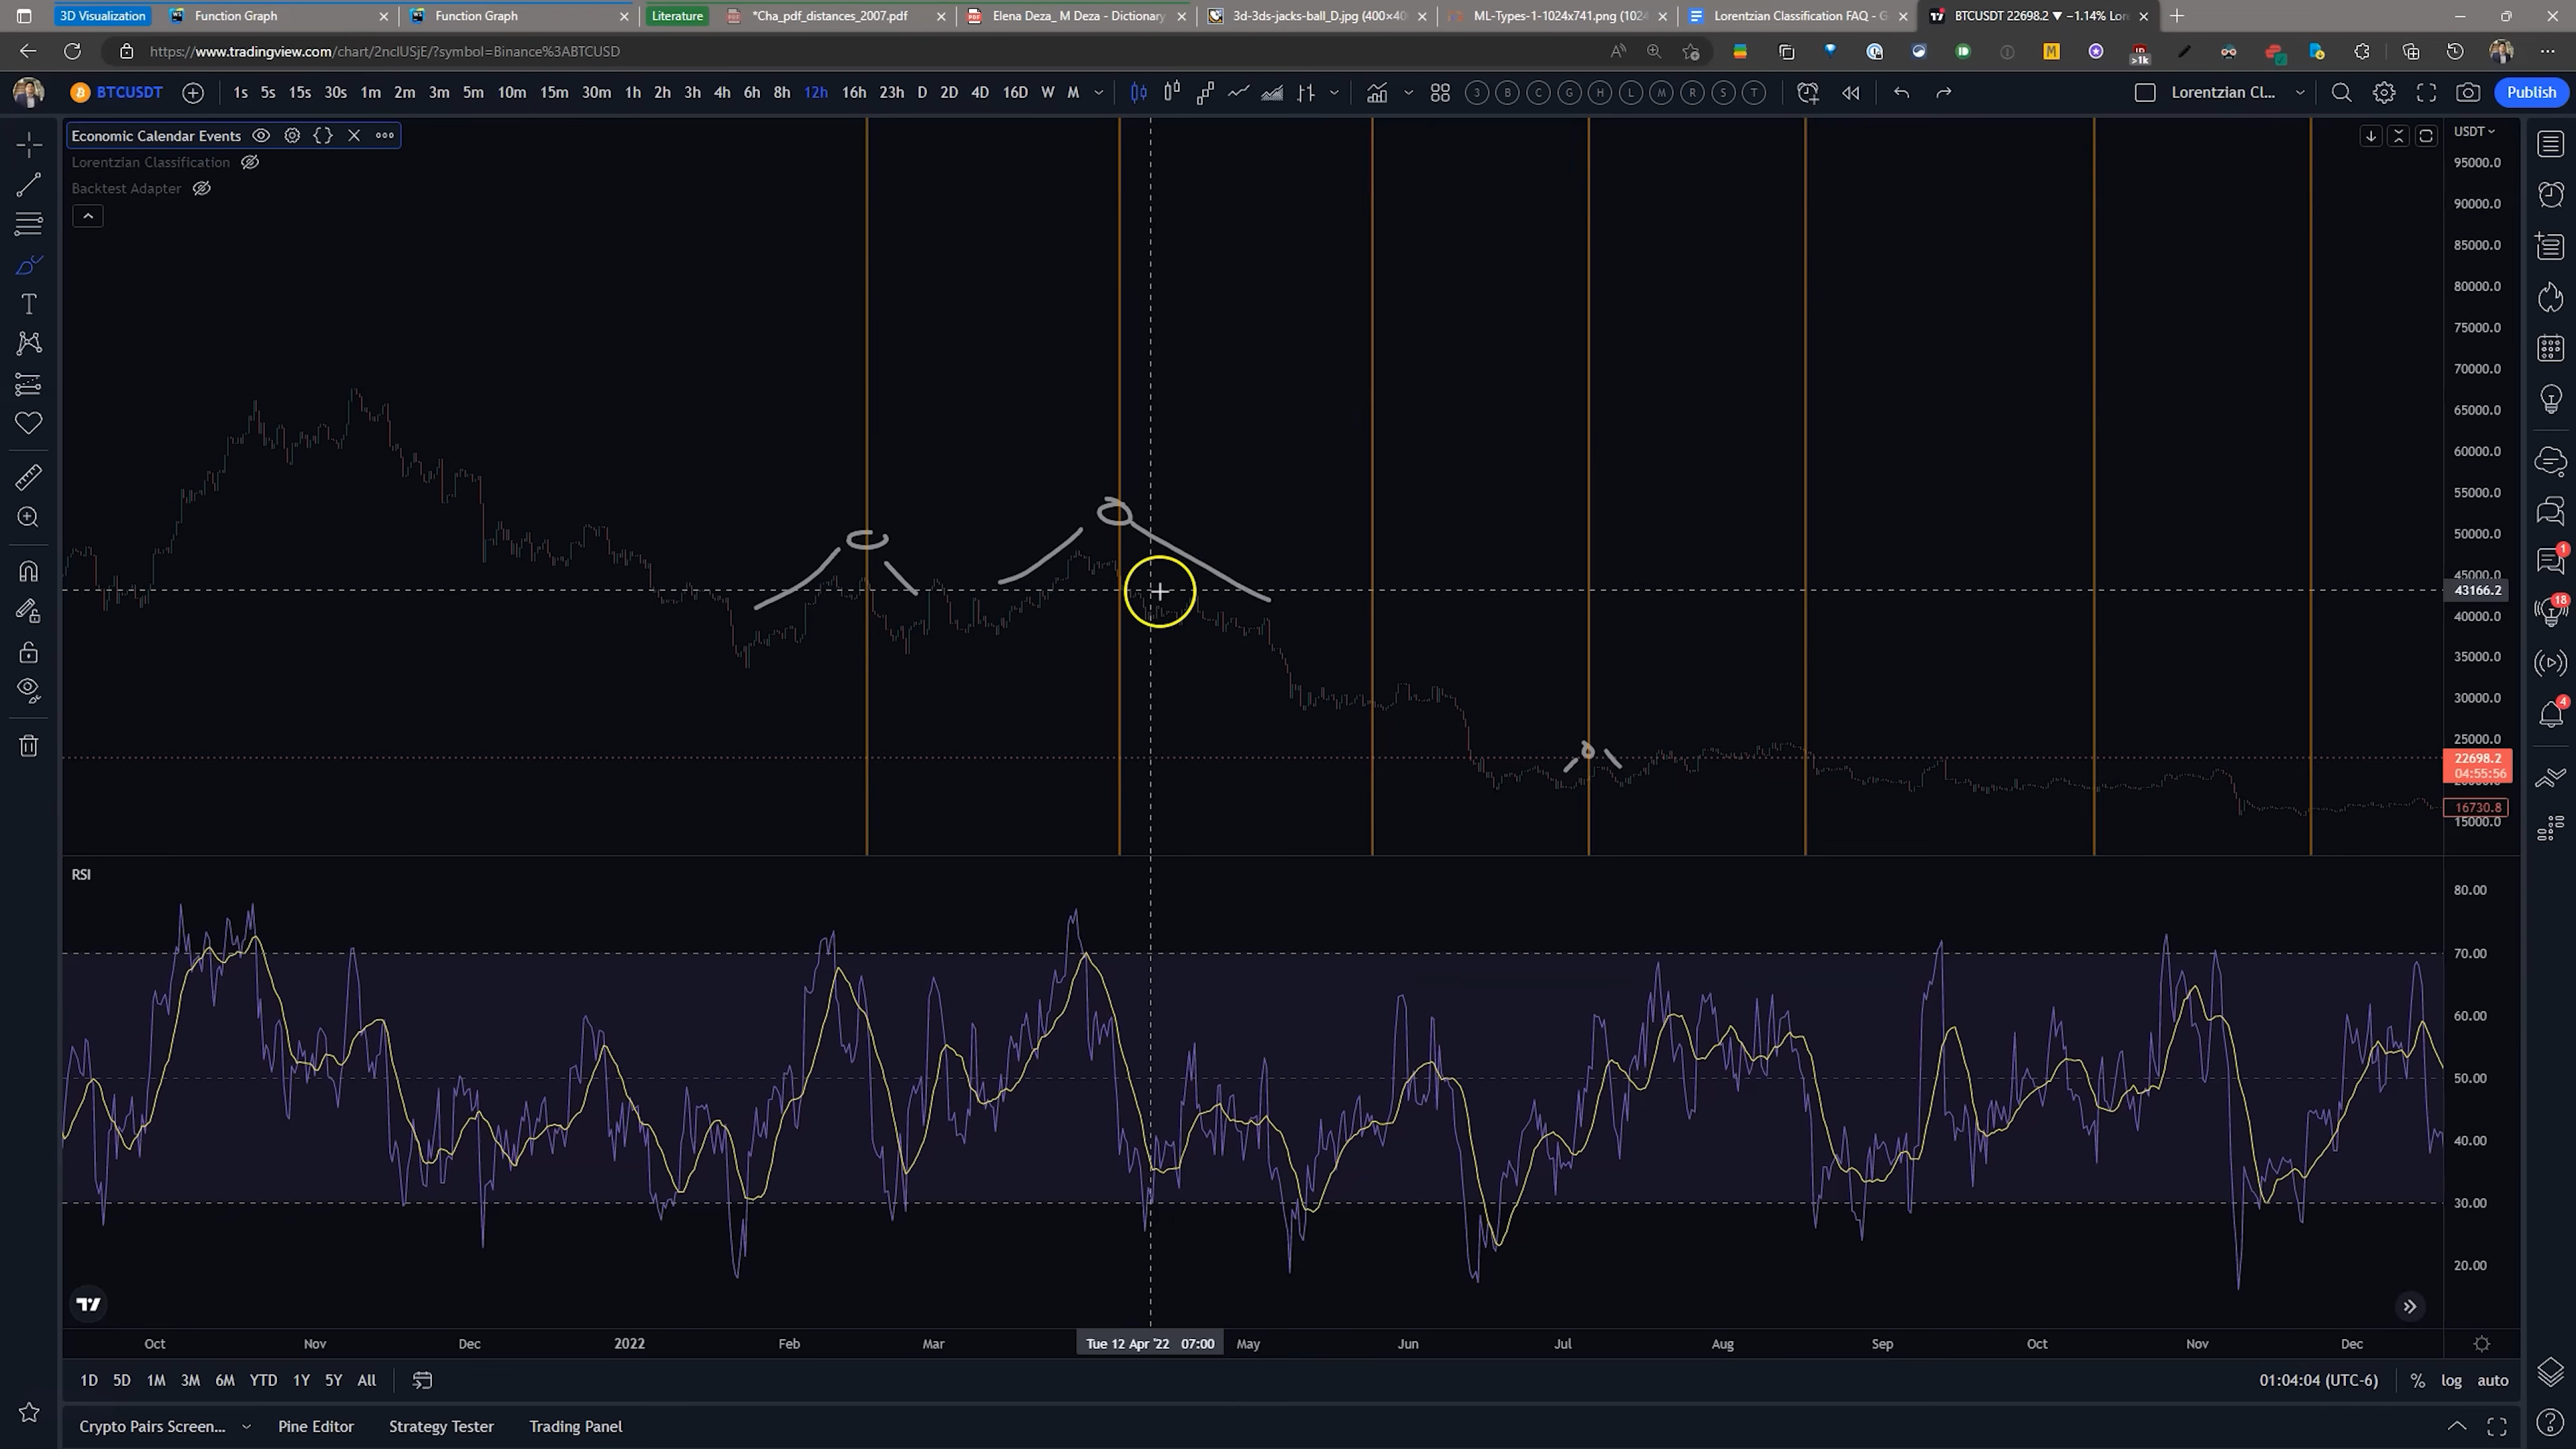 3D Visualization Function Graph Function Graph Literature *Cha_pdf_distances_2007.pdf Elena Deza_ M Deza - Dictionary 3d-3ds-jacks-ball_D.jpg (400×40 ML-Types-1-1024x741.png (1024 Lorentzian Classification FAQ - G BTCUSDT 22698.2 ▼ −1.14% Lor
https://www.tradingview.com/chart/2nclUSjE/?symbol=Binance%3ABTCUSD
BTCUSDT 1s 5s 15s 30s 1m 2m 3m 5m 10m 15m 30m 1h 2h 3h 4h 6h 8h 12h 16h 23h D 2D 4D 16D W M 3 B C G H L M R S T Lorentzian Cl... Publish
Economic Calendar Events
Lorentzian Classification
Backtest Adapter
USDT
95000.0
90000.0
85000.0
80000.0
75000.0
70000.0
65000.0
60000.0
55000.0
50000.0
45000.0
43166.2
40000.0
35000.0
30000.0
25000.0
22698.2
04:55:56
16730.8
15000.0
RSI
80.00
70.00
60.00
50.00
40.00
30.00
20.00
Oct Nov Dec 2022 Feb Mar Tue 12 Apr '22 07:00 May Jun Jul Aug Sep Oct Nov Dec
1D 5D 1M 3M 6M YTD 1Y 5Y All 01:04:04 (UTC-6) % log auto
Crypto Pairs Screen... Pine Editor Strategy Tester Trading Panel
>1k
M
1
18
4